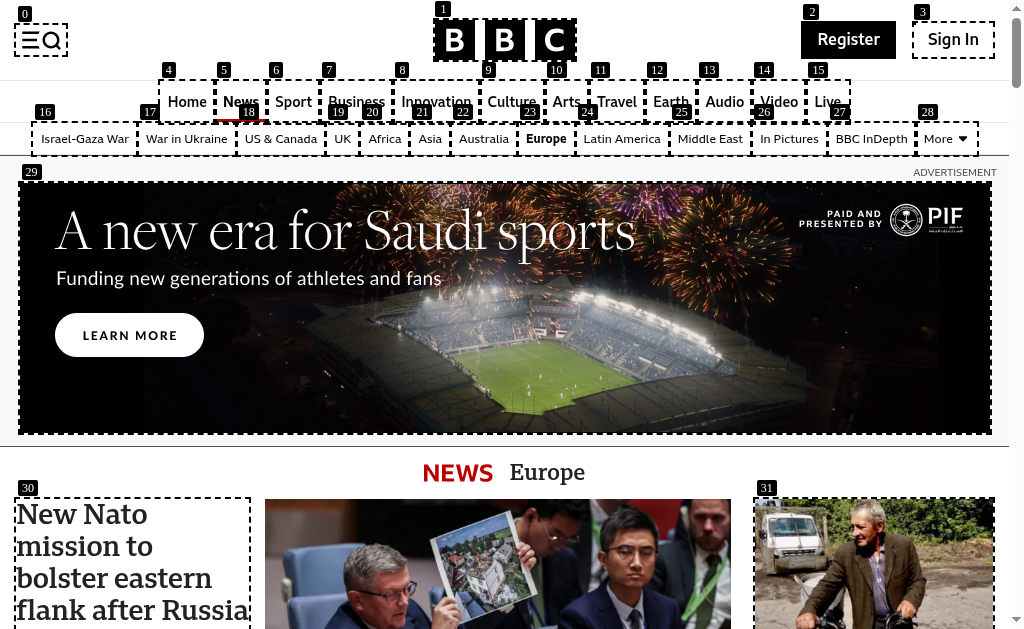 0
1
2
3
BBC
Register
Sign In
4
5
6
7
8
9
10
11
12
13
14
15
Home
News
Sport
Business
Innovation
Culture
Arts
Travel
Earth
Audio
Video
Live
16
17
18
19
20
21
22
23
24
25
26
27
28
Israel-Gaza War
War in Ukraine
US & Canada
UK
Africa
Asia
Australia
Europe
Latin America
Middle East
In Pictures
BBC InDepth
More
29
ADVERTISEMENT
A new era for Saudi sports
Funding new generations of athletes and fans
LEARN MORE
PAID AND
PRESENTED BY
PIF
NEWS Europe
30
31
New Nato
mission to
bolster eastern
flank after Russia